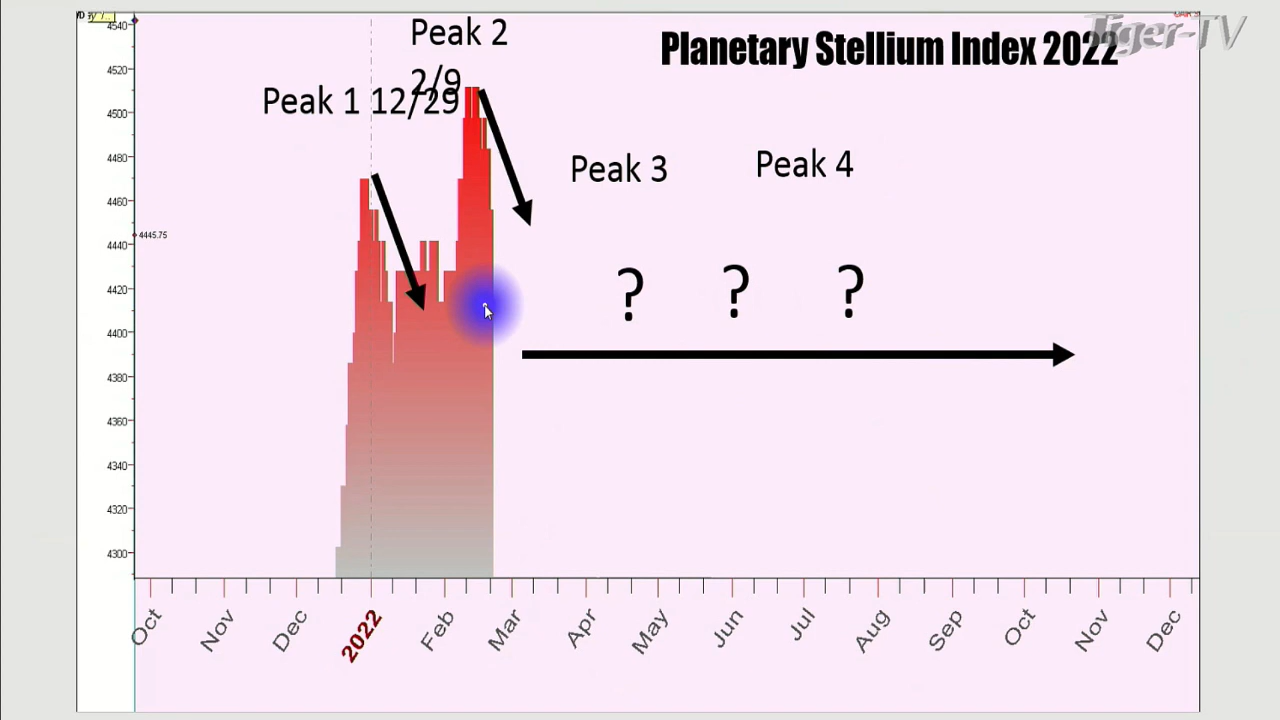 Tiger-TV
Planetary Stellium Index 2022
Peak 2
2/9
Peak 1 12/29
Peak 3
Peak 4
? ? ?
4540
4520
4500
4480
4460
4445.75
4440
4420
4400
4380
4360
4340
4320
4300
Oct Nov Dec 2022 Feb Mar Apr May Jun Jul Aug Sep Oct Nov Dec